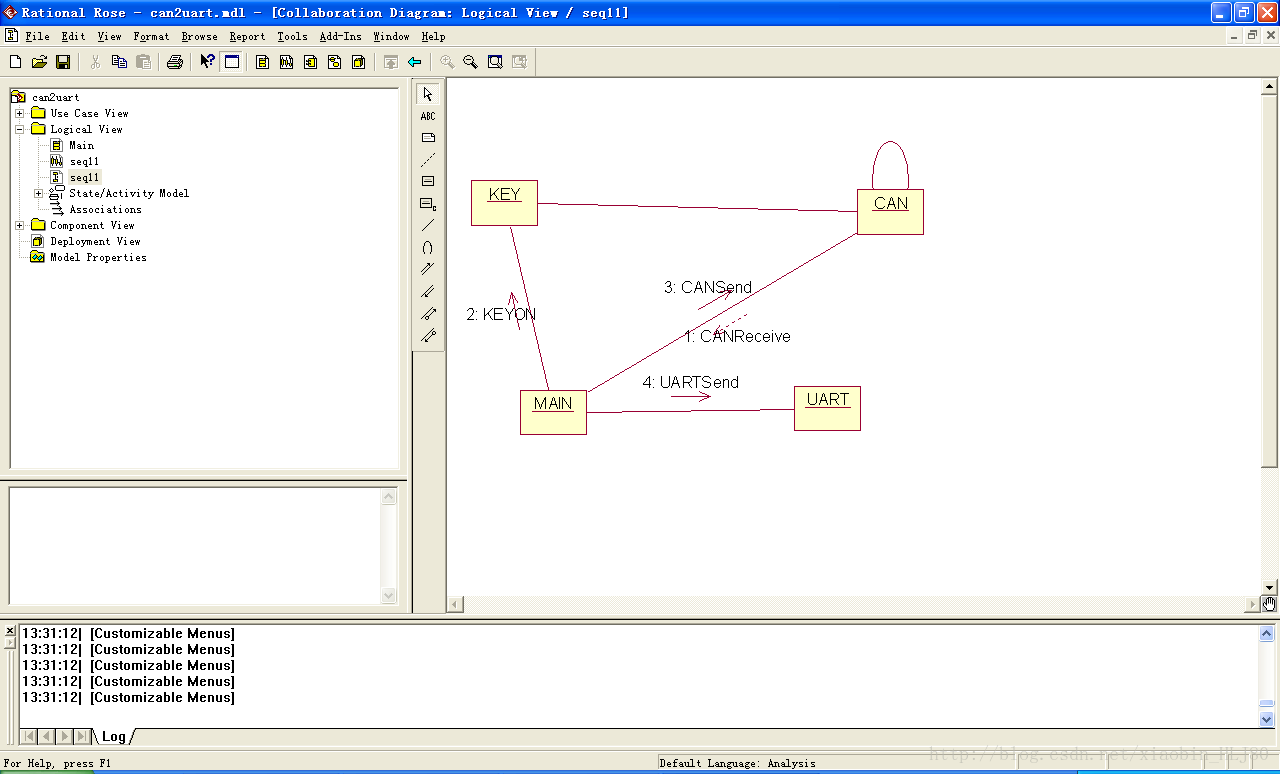 Rational Rose - can2uart.mdl - [Collaboration Diagram: Logical View / seq11]
File Edit View Format Browse Report Tools Add-Ins Window Help
can2uart
Use Case View
Logical View
Main
seq11
seq11
State/Activity Model
Associations
Component View
Deployment View
Model Properties
ABC
KEY
CAN
3: CANSend
2: KEYON
1: CANReceive
4: UARTSend
MAIN
UART
13:31:12| [Customizable Menus]
13:31:12| [Customizable Menus]
13:31:12| [Customizable Menus]
13:31:12| [Customizable Menus]
13:31:12| [Customizable Menus]
Log
http://blog.csdn.net/xiaobin_HLJ80
For Help, press F1
Default Language: Analysis